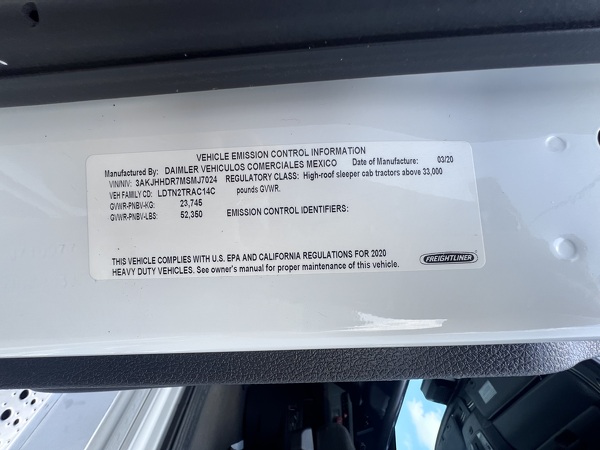 VEHICLE EMISSION CONTROL INFORMATION
Manufactured By: DAIMLER VEHICULOS COMERCIALES MEXICO Date of Manufacture: 03/20
VIN/NIV: 3AKJHHDR7MSMJ7024 REGULATORY CLASS: High-roof sleeper cab tractors above 33,000
VEH FAMILY CD: LDTN2TRAC14C pounds GVWR.
GVWR-PNBV-KG: 23,745
GVWR-PNBV-LBS: 52,350 EMISSION CONTROL IDENTIFIERS:
THIS VEHICLE COMPLIES WITH U.S. EPA AND CALIFORNIA REGULATIONS FOR 2020
HEAVY DUTY VEHICLES. See owner's manual for proper maintenance of this vehicle.
FREIGHTLINER